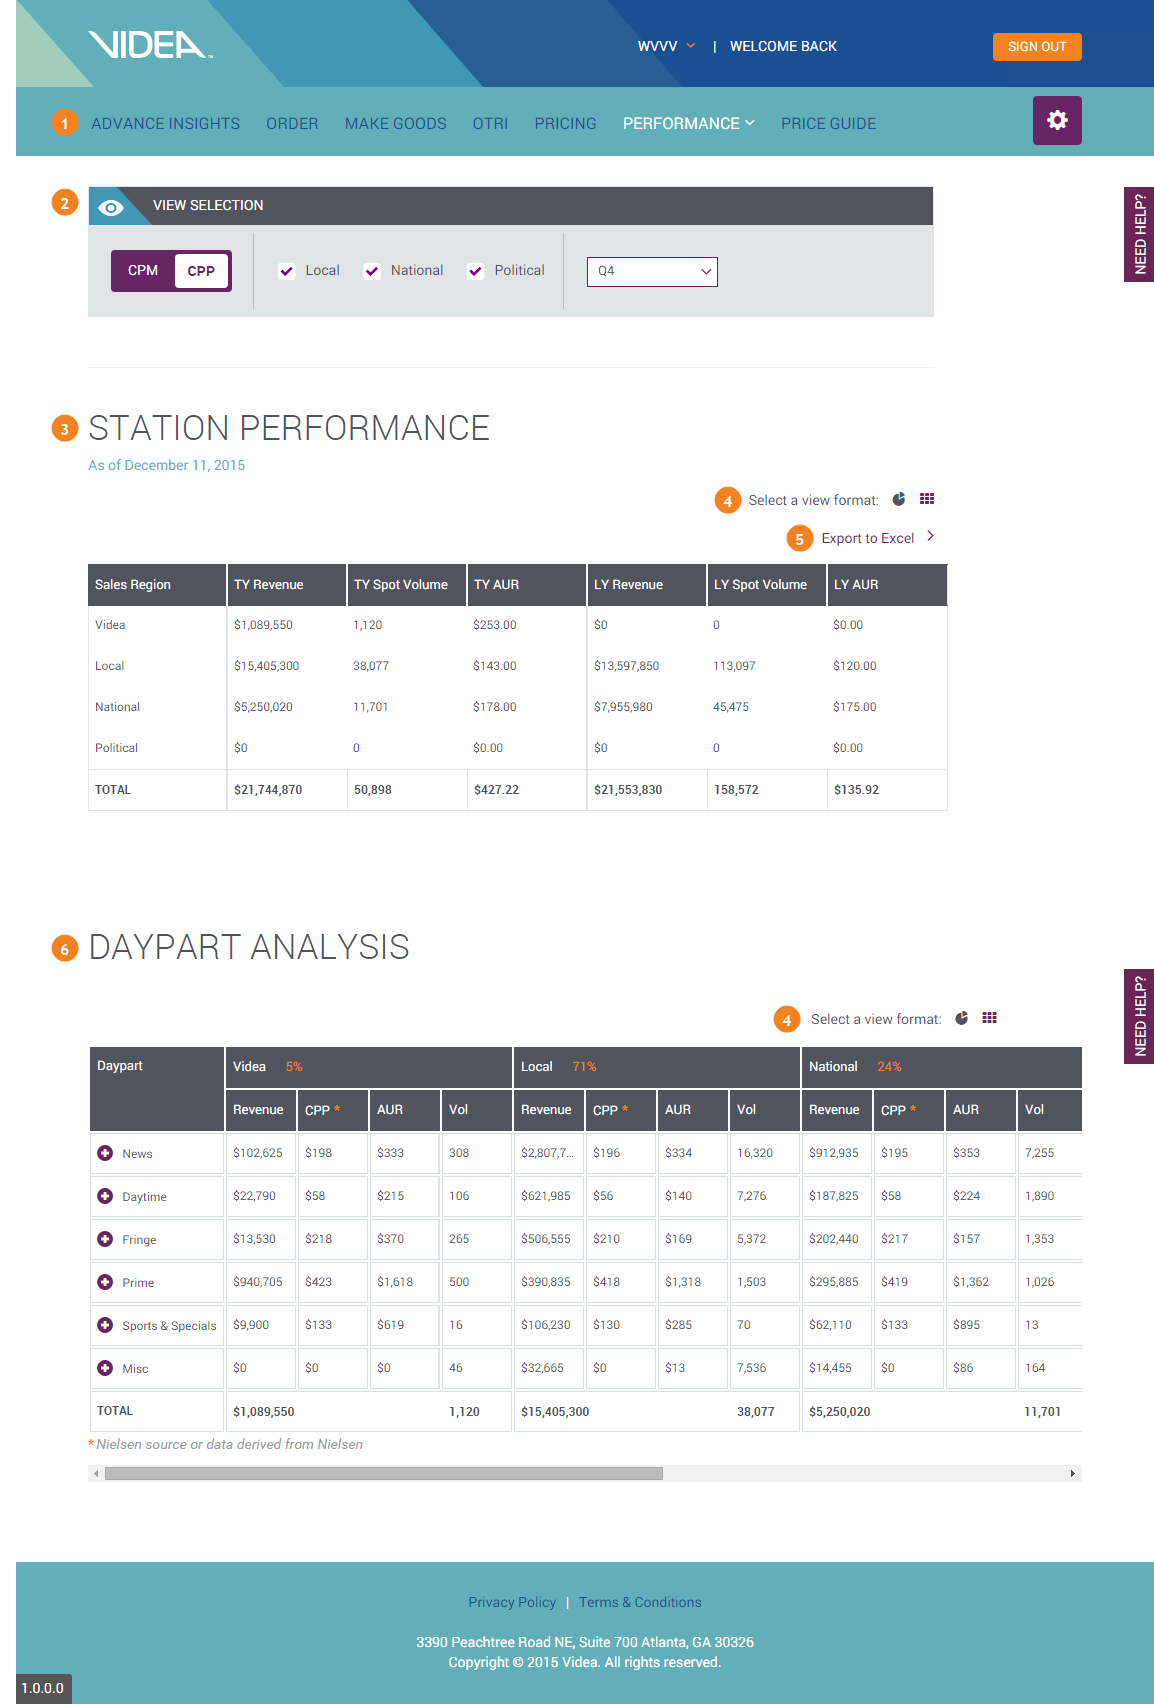 VIDEA™
WVVV | WELCOME BACK SIGN OUT
1 ADVANCE INSIGHTS ORDER MAKE GOODS OTRI PRICING PERFORMANCE PRICE GUIDE
2 VIEW SELECTION
NEED HELP?
CPM CPP Local National Political Q4
3 STATION PERFORMANCE
As of December 11, 2015
4 Select a view format:
5 Export to Excel
Sales Region TY Revenue TY Spot Volume TY AUR LY Revenue LY Spot Volume LY AUR
Videa $1,089,550 1,120 $253.00 $0 0 $0.00
Local $15,405,300 38,077 $143.00 $13,597,850 113,097 $120.00
National $5,250,020 11,701 $178.00 $7,955,980 45,475 $175.00
Political $0 0 $0.00 $0 0 $0.00
TOTAL $21,744,870 50,898 $427.22 $21,553,830 158,572 $135.92
6 DAYPART ANALYSIS
NEED HELP?
4 Select a view format:
Daypart Videa 5% Local 71% National 24%
Revenue CPP * AUR Vol Revenue CPP * AUR Vol Revenue CPP * AUR Vol
News $102,625 $198 $333 308 $2,807,7... $196 $334 16,320 $912,935 $195 $353 7,255
Daytime $22,790 $58 $215 106 $621,985 $56 $140 7,276 $187,825 $58 $224 1,890
Fringe $13,530 $218 $370 265 $506,555 $210 $169 5,372 $202,440 $217 $157 1,353
Prime $940,705 $423 $1,618 500 $390,835 $418 $1,318 1,503 $295,885 $419 $1,362 1,026
Sports & Specials $9,900 $133 $619 16 $106,230 $130 $285 70 $62,110 $133 $895 13
Misc $0 $0 $0 46 $32,665 $0 $13 7,536 $14,455 $0 $86 164
TOTAL $1,089,550 1,120 $15,405,300 38,077 $5,250,020 11,701
* Nielsen source or data derived from Nielsen
Privacy Policy | Terms & Conditions
3390 Peachtree Road NE, Suite 700 Atlanta, GA 30326
Copyright © 2015 Videa. All rights reserved.
1.0.0.0